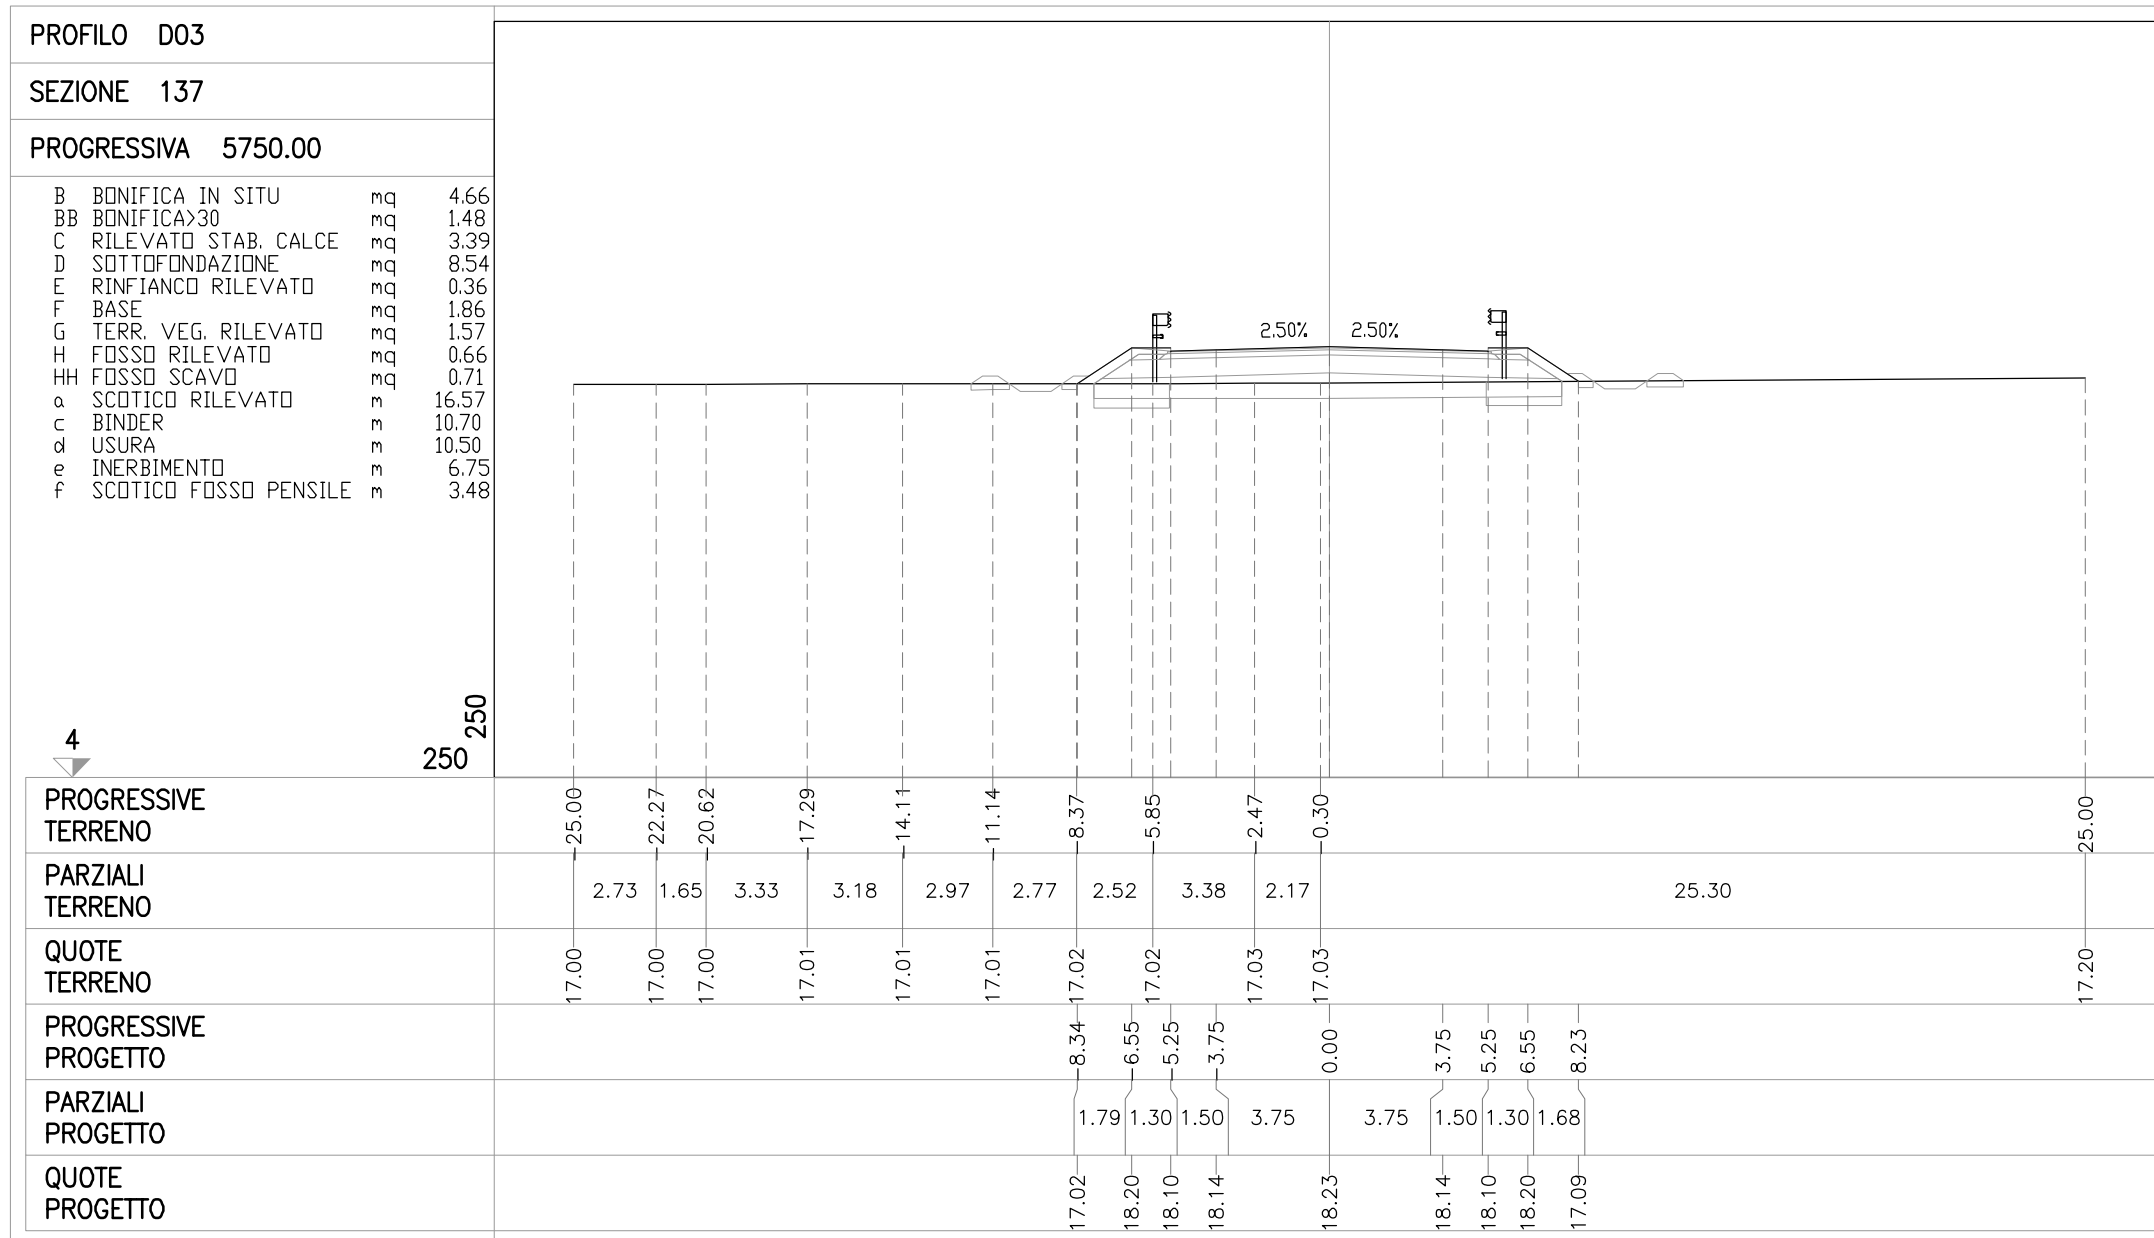 PROFILO D03
SEZIONE 137
PROGRESSIVA 5750.00
B BONIFICA IN SITU mq 4.66
BB BONIFICA>30 mq 1.48
C RILEVATO STAB. CALCE mq 3.39
D SOTTOFONDAZIONE mq 8.54
E RINFIANCO RILEVATO mq 0.36
F BASE mq 1.86
G TERR. VEG. RILEVATO mq 1.57
H FOSSO RILEVATO mq 0.66
HH FOSSO SCAVO mq 0.71
a SCOTICO RILEVATO m 16.57
c BINDER m 10.70
d USURA m 10.50
e INERBIMENTO m 6.75
f SCOTICO FOSSO PENSILE m 3.48
2.50% 2.50%
250
4
250
PROGRESSIVE
TERRENO
-25.00 -22.27 -20.62 -17.29 -14.11 -11.14 -8.37 -5.85 -2.47 -0.30 25.00
PARZIALI
TERRENO
2.73 1.65 3.33 3.18 2.97 2.77 2.52 3.38 2.17 25.30
QUOTE
TERRENO
17.00 17.00 17.00 17.01 17.01 17.01 17.02 17.02 17.03 17.03 17.20
PROGRESSIVE
PROGETTO
-8.34 -6.55 -5.25 -3.75 0.00 3.75 5.25 6.55 8.23
PARZIALI
PROGETTO
1.79 1.30 1.50 3.75 3.75 1.50 1.30 1.68
QUOTE
PROGETTO
17.02 18.20 18.10 18.14 18.23 18.14 18.10 18.20 17.09